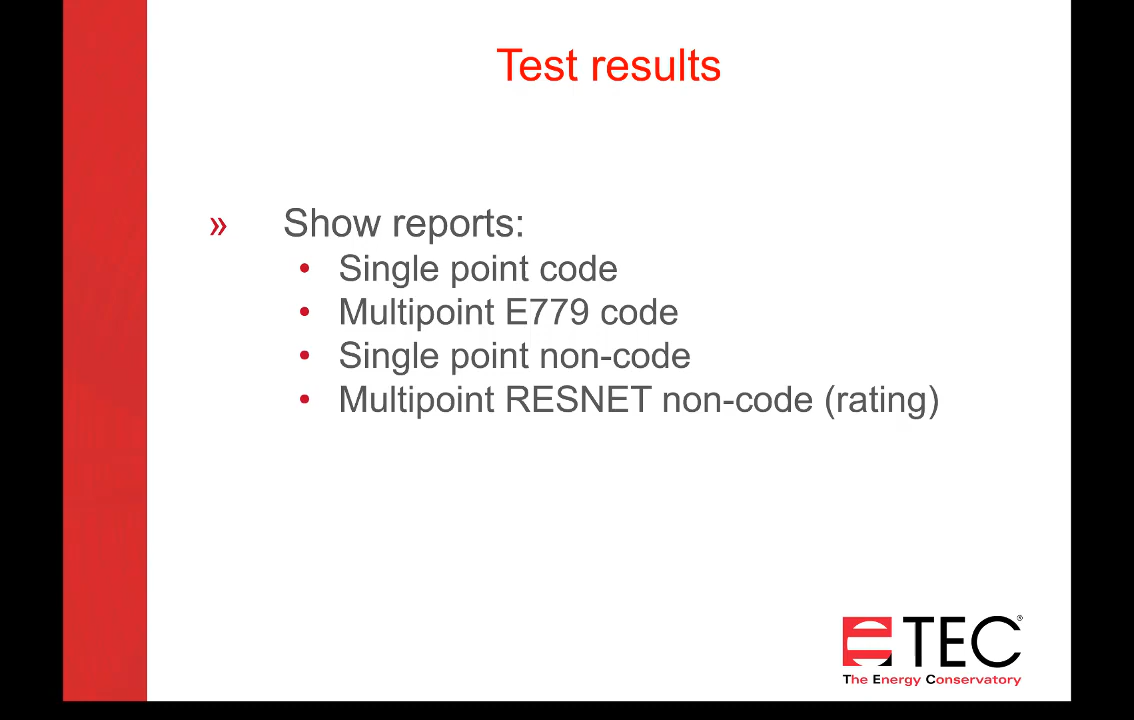 Test results
» Show reports:
• Single point code
• Multipoint E779 code
• Single point non-code
• Multipoint RESNET non-code (rating)
TEC®
The Energy Conservatory